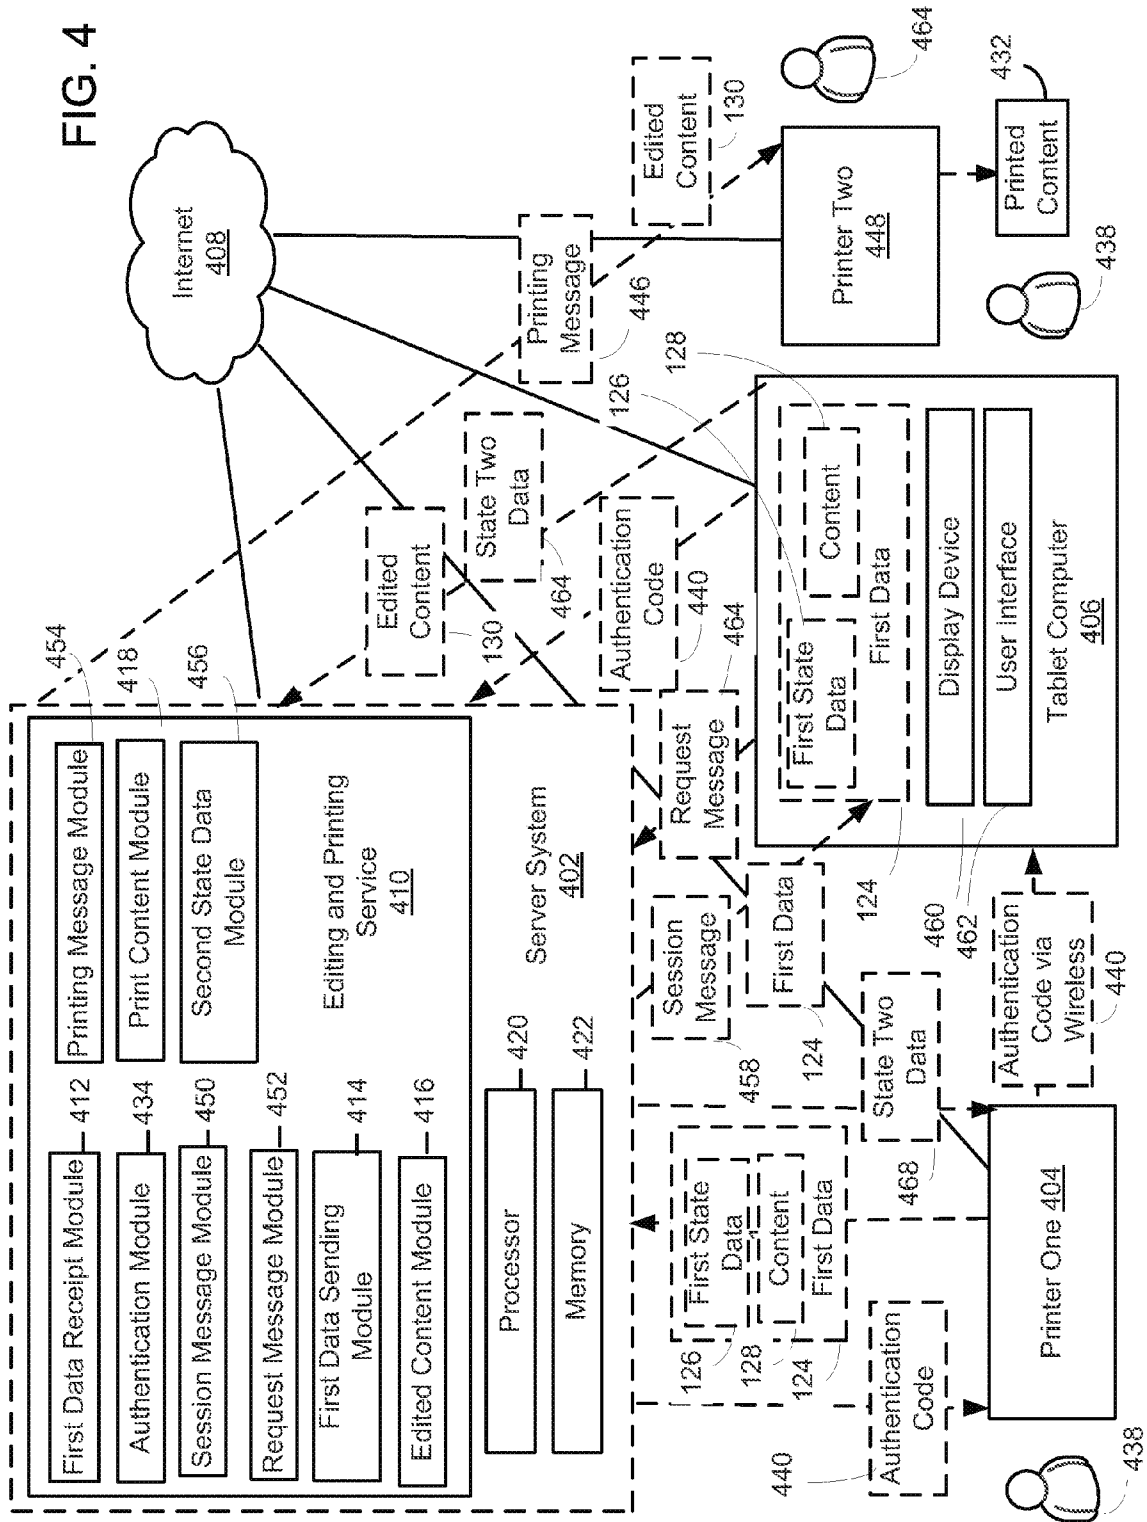 FIG. 4
Internet
408
First Data Receipt Module
412
Authentication Module
434
Session Message Module
450
Request Message Module
452
First Data Sending
Module
414
Edited Content Module
416
Printing Message Module
454
Print Content Module
418
Second State Data
Module
456
Editing and Printing
Service
410
Processor
420
Memory
422
Server System
402
Edited
Content
130
State Two
Data
464
Printing
Message
446
Edited
Content
130
Authentication
Code
440
Request
Message
464
Session
Message
458
First Data
124
State Two
Data
468
First State
Data
126
Content
128
First Data
124
Authentication
Code
440
Printer One 404
438
Authentication
Code via
Wireless
440
First State
Data
126
Content
128
First Data
124
Display Device
460
User Interface
462
Tablet Computer
406
438
Printer Two
448
464
Printed
Content
432